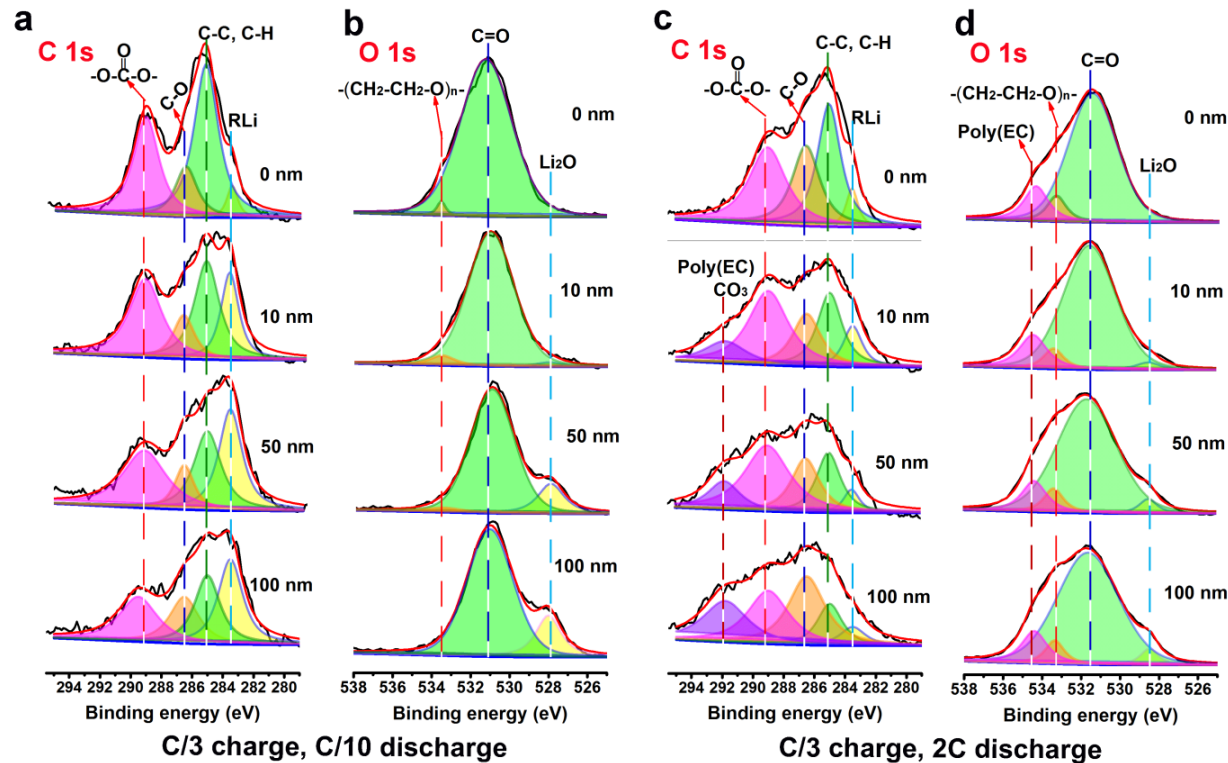 a
C 1s
O
-O-C-O-
C-O
C-C, C-H
RLi
0 nm
10 nm
50 nm
100 nm
294 292 290 288 286 284 282 280
Binding energy (eV)
b
O 1s
C=O
-(CH₂-CH₂-O)n-
Li₂O
0 nm
10 nm
50 nm
100 nm
538 536 534 532 530 528 526
Binding energy (eV)
C/3 charge, C/10 discharge
c
C 1s
O
-O-C-O-
C-O
C-C, C-H
RLi
0 nm
Poly(EC)
CO₃
10 nm
50 nm
100 nm
294 292 290 288 286 284 282 280
Binding energy (eV)
d
O 1s
C=O
-(CH₂-CH₂-O)n-
Poly(EC)
Li₂O
0 nm
10 nm
50 nm
100 nm
538 536 534 532 530 528 526
Binding energy (eV)
C/3 charge, 2C discharge